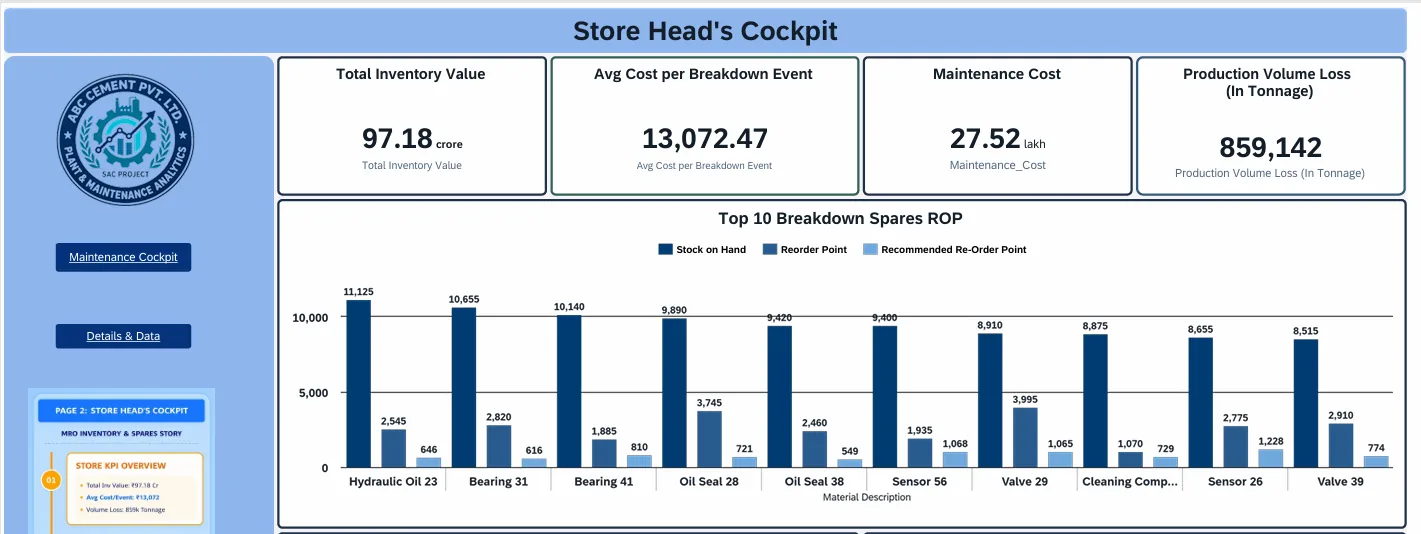 Store Head's Cockpit
ABC CEMENT PVT. LTD.
SAC PROJECT
PLANT & MAINTENANCE ANALYTICS
Maintenance Cockpit
Details & Data
PAGE 2: STORE HEAD'S COCKPIT
MRO INVENTORY & SPARES STORY
01
STORE KPI OVERVIEW
• Total Inv Value: ₹97.18 Cr
• Avg Cost/Event: ₹13,072
• Volume Loss: 859k Tonnage
Total Inventory Value
97.18 crore
Total Inventory Value
Avg Cost per Breakdown Event
13,072.47
Avg Cost per Breakdown Event
Maintenance Cost
27.52 lakh
Maintenance_Cost
Production Volume Loss
(In Tonnage)
859,142
Production Volume Loss (In Tonnage)
Top 10 Breakdown Spares ROP
Stock on Hand Reorder Point Recommended Re-Order Point
10,000
5,000
0
11,125 2,545 646
10,655 2,820 616
10,140 1,885 810
9,890 3,745 721
9,420 2,460 549
9,400 1,935 1,068
8,910 3,995 1,065
8,875 1,070 729
8,655 2,775 1,228
8,515 2,910 774
Hydraulic Oil 23 Bearing 31 Bearing 41 Oil Seal 28 Oil Seal 38 Sensor 56 Valve 29 Cleaning Comp... Sensor 26 Valve 39
Material Description